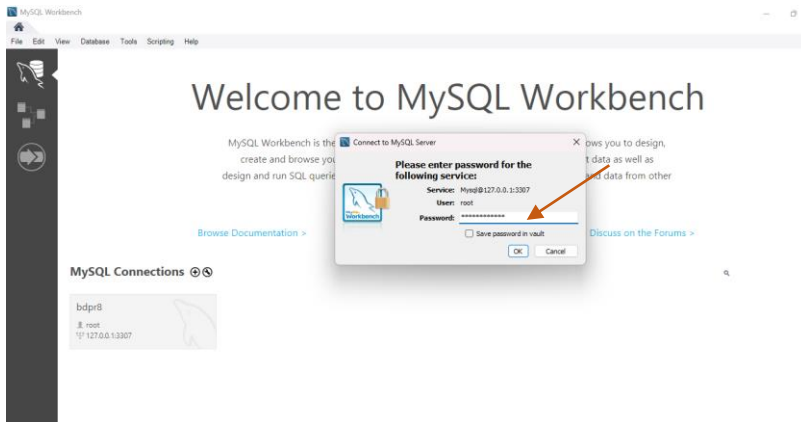 MySQL Workbench
File Edit View Database Tools Scripting Help
Welcome to MySQL Workbench
MySQL Workbench is the
ows you to design,
create and browse you
t data as well as
design and run SQL querie
and data from other
Connect to MySQL Server
Please enter password for the
following service:
Service: Mysql@127.0.0.1:3307
User: root
Password: ************
Save password in vault
OK Cancel
Workbench
Browse Documentation >
Discuss on the Forums >
MySQL Connections
bdpr8
root
127.0.0.1:3307